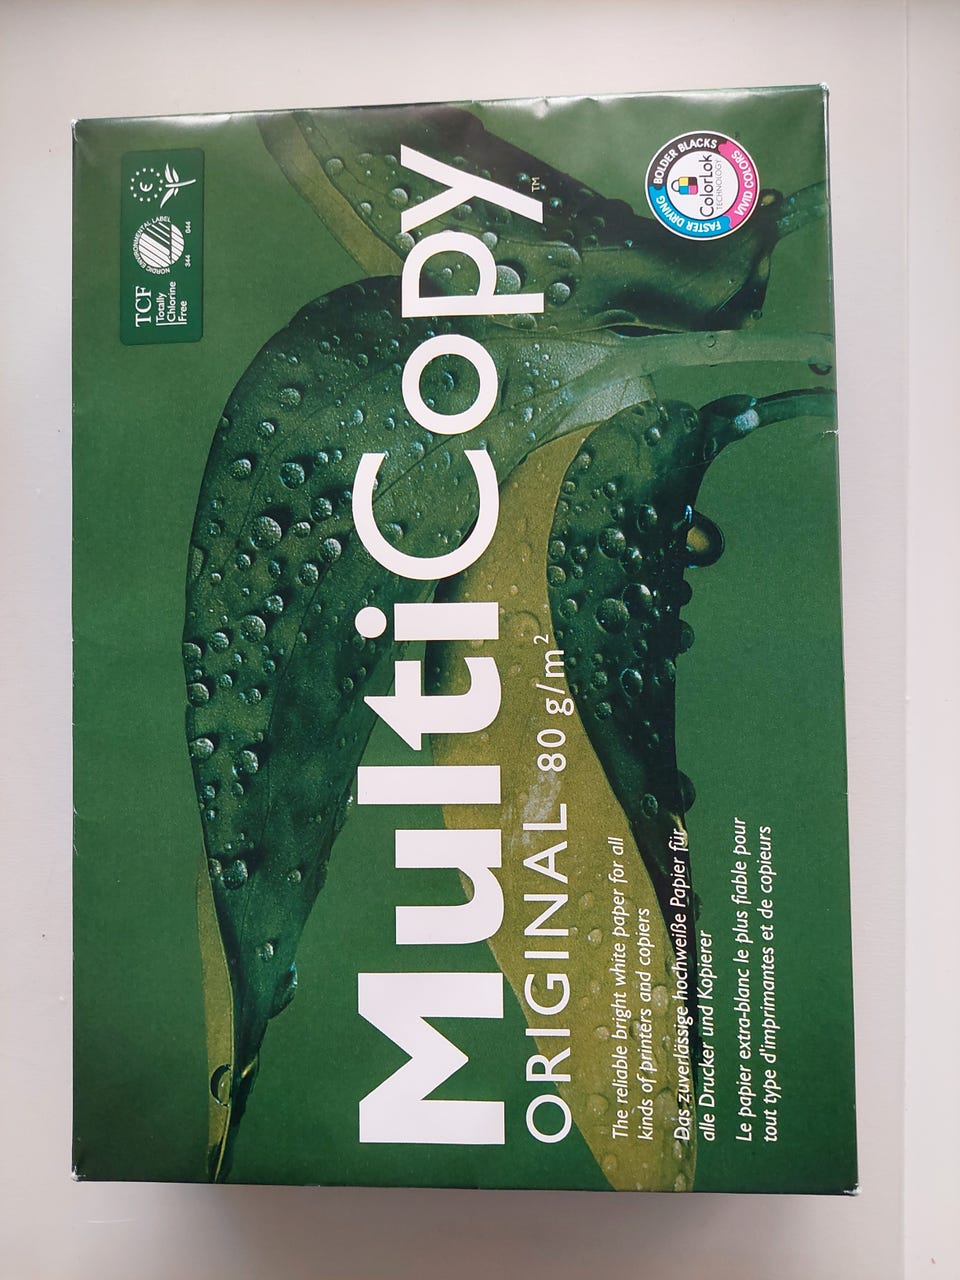 TCF
Totally
Chlorine
Free
NORDIC ENVIRONMENTAL LABEL
344 044
€
BOLDER BLACKS
VIVID COLORS
FASTER DRYING
ColorLok
TECHNOLOGY
MultiCopy™
ORIGINAL 80 g/m²
The reliable bright white paper for all
kinds of printers and copiers
Das zuverlässige hochweiße Papier für
alle Drucker und Kopierer
Le papier extra-blanc le plus fiable pour
tout type d'imprimantes et de copieurs